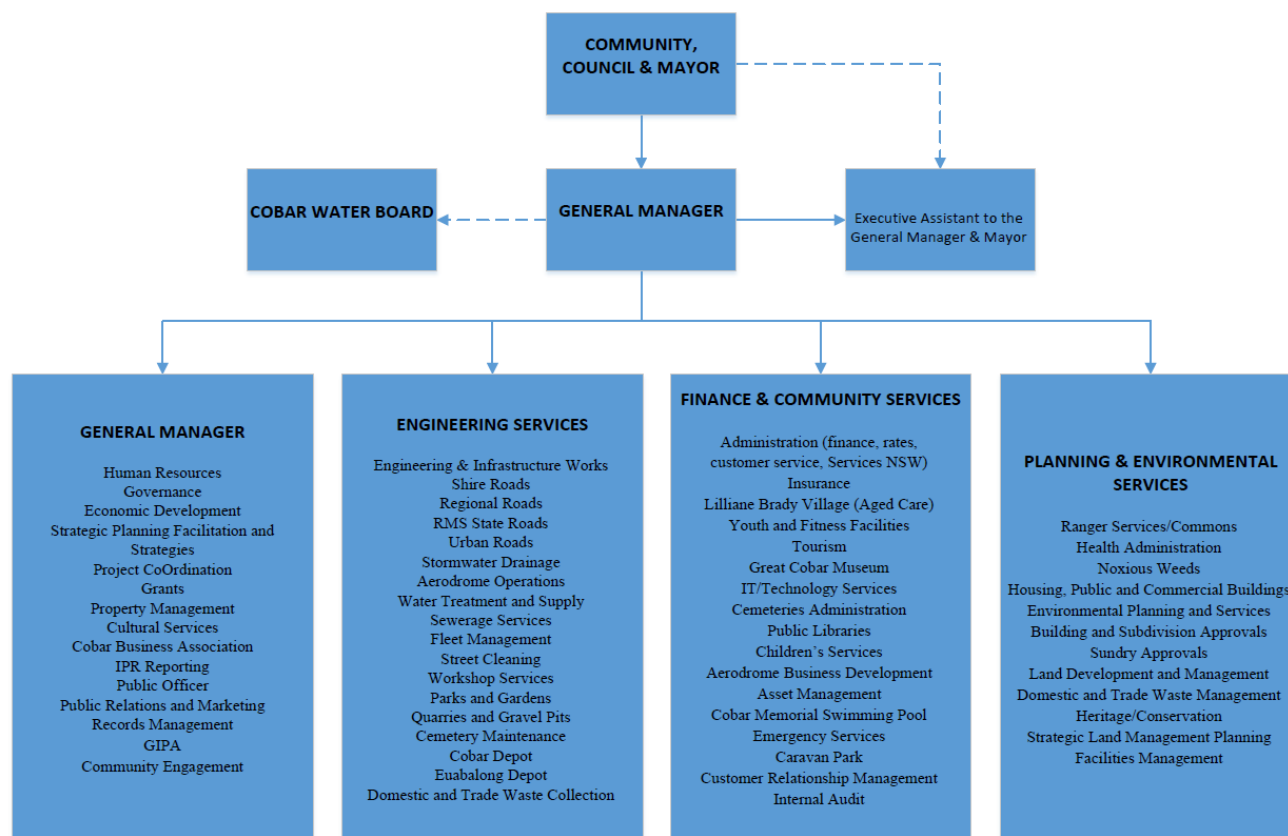 COMMUNITY,
COUNCIL & MAYOR
COBAR WATER BOARD
GENERAL MANAGER
Executive Assistant to the
General Manager & Mayor
GENERAL MANAGER
Human Resources
Governance
Economic Development
Strategic Planning Facilitation and
Strategies
Project CoOrdination
Grants
Property Management
Cultural Services
Cobar Business Association
IPR Reporting
Public Officer
Public Relations and Marketing
Records Management
GIPA
Community Engagement
ENGINEERING SERVICES
Engineering & Infrastructure Works
Shire Roads
Regional Roads
RMS State Roads
Urban Roads
Stormwater Drainage
Aerodrome Operations
Water Treatment and Supply
Sewerage Services
Fleet Management
Street Cleaning
Workshop Services
Parks and Gardens
Quarries and Gravel Pits
Cemetery Maintenance
Cobar Depot
Euabalong Depot
Domestic and Trade Waste Collection
FINANCE & COMMUNITY SERVICES
Administration (finance, rates,
customer service, Services NSW)
Insurance
Lilliane Brady Village (Aged Care)
Youth and Fitness Facilities
Tourism
Great Cobar Museum
IT/Technology Services
Cemeteries Administration
Public Libraries
Children's Services
Aerodrome Business Development
Asset Management
Cobar Memorial Swimming Pool
Emergency Services
Caravan Park
Customer Relationship Management
Internal Audit
PLANNING & ENVIRONMENTAL
SERVICES
Ranger Services/Commons
Health Administration
Noxious Weeds
Housing, Public and Commercial Buildings
Environmental Planning and Services
Building and Subdivision Approvals
Sundry Approvals
Land Development and Management
Domestic and Trade Waste Management
Heritage/Conservation
Strategic Land Management Planning
Facilities Management